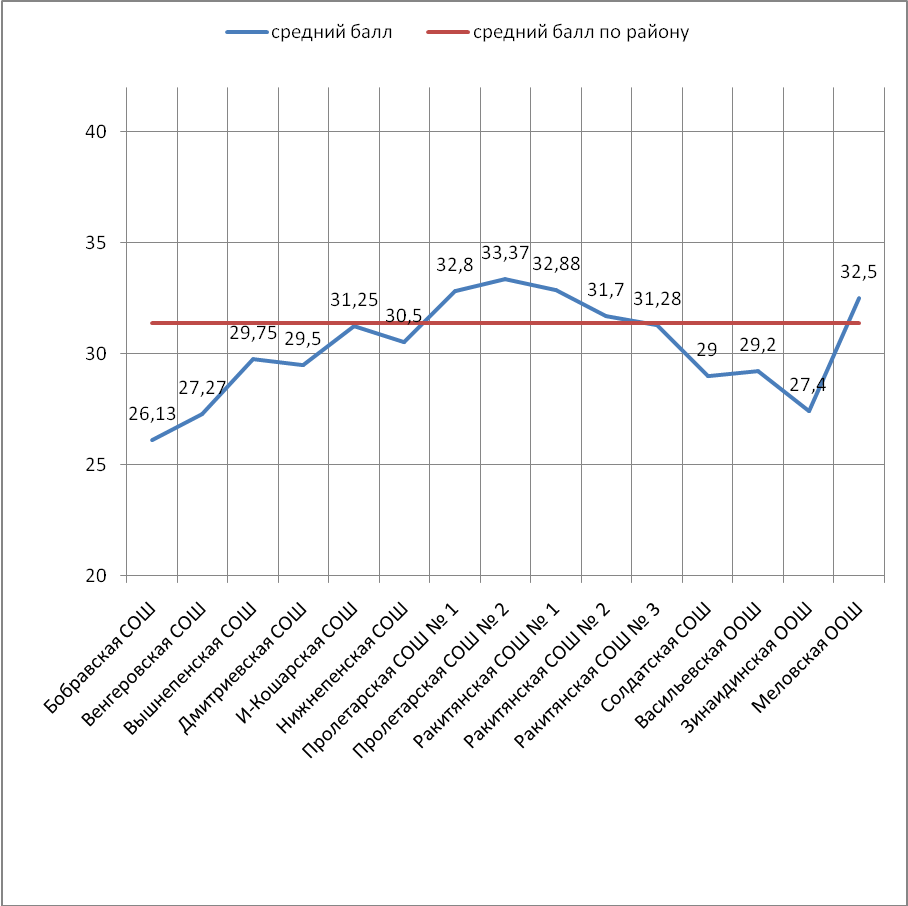 средний балл
средний балл по району
40
35
30
25
20
26,13
27,27
29,75
29,5
31,25
30,5
32,8
33,37
32,88
31,7
31,28
29
29,2
27,4
32,5
Бобравская СОШ
Венгеровская СОШ
Вышнепенская СОШ
Дмитриевская СОШ
И-Кошарская СОШ
Нижнепенская СОШ
Пролетарская СОШ № 1
Пролетарская СОШ № 2
Ракитянская СОШ № 1
Ракитянская СОШ № 2
Ракитянская СОШ № 3
Солдатская СОШ
Васильевская ООШ
Зинаидинская ООШ
Меловская ООШ